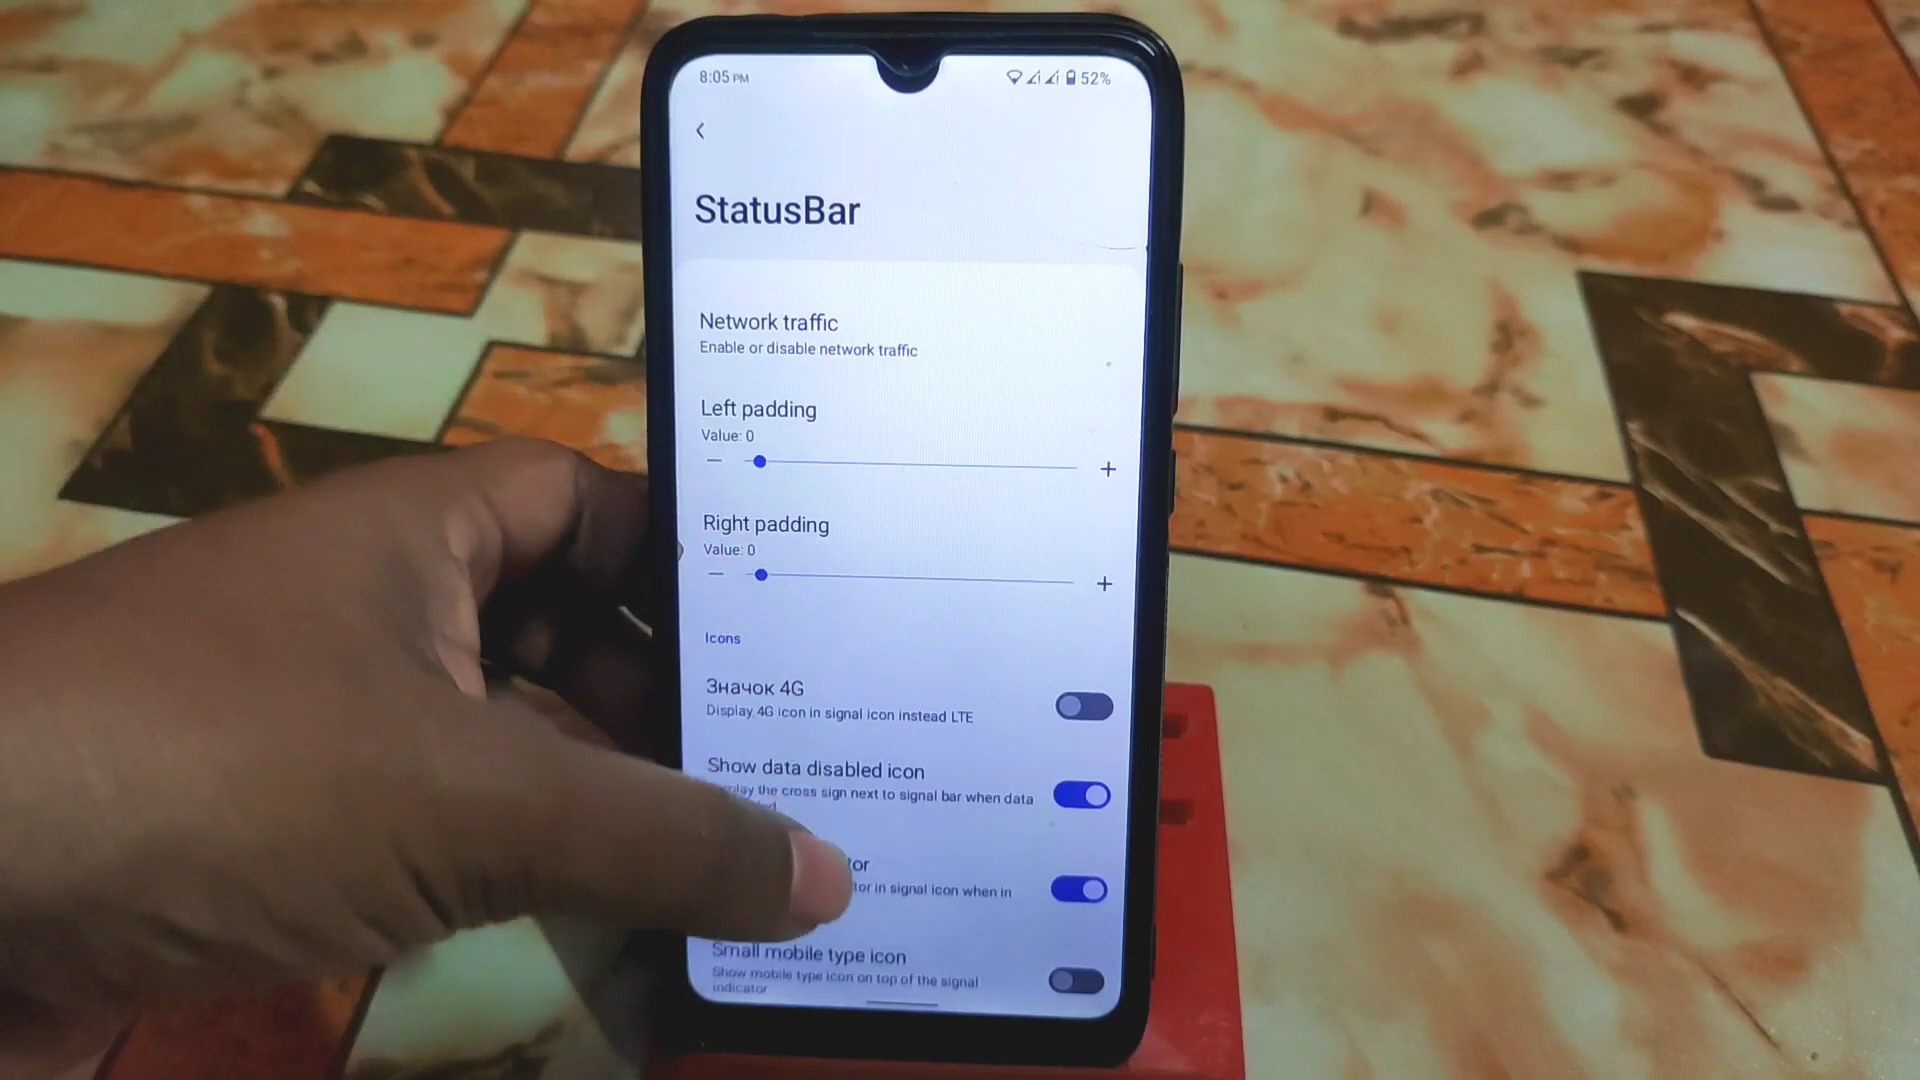 8:05 PM
52%
StatusBar
Network traffic
Enable or disable network traffic
Left padding
Value: 0
Right padding
Value: 0
Icons
Значок 4G
Display 4G icon in signal icon instead LTE
Show data disabled icon
the cross sign next to signal bar when data
in signal icon when in
Small mobile type icon
Show mobile type icon on top of the signal
indicator